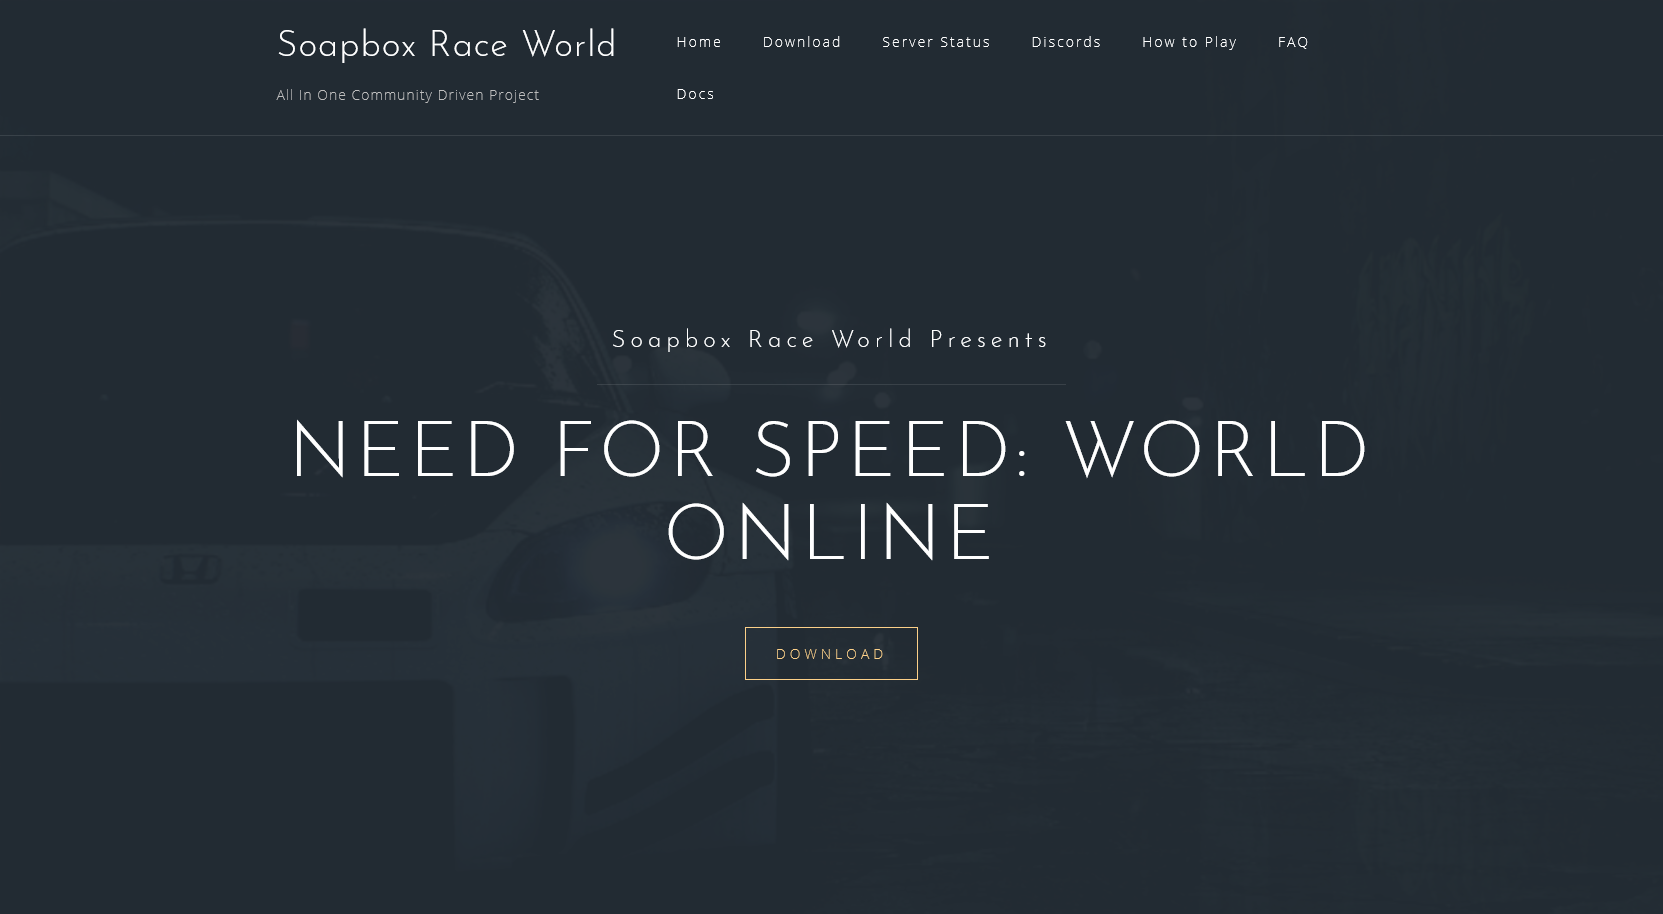 Soapbox Race World
All In One Community Driven Project
Home Download Server Status Discords How to Play FAQ
Docs
Soapbox Race World Presents
NEED FOR SPEED: WORLD
ONLINE
DOWNLOAD